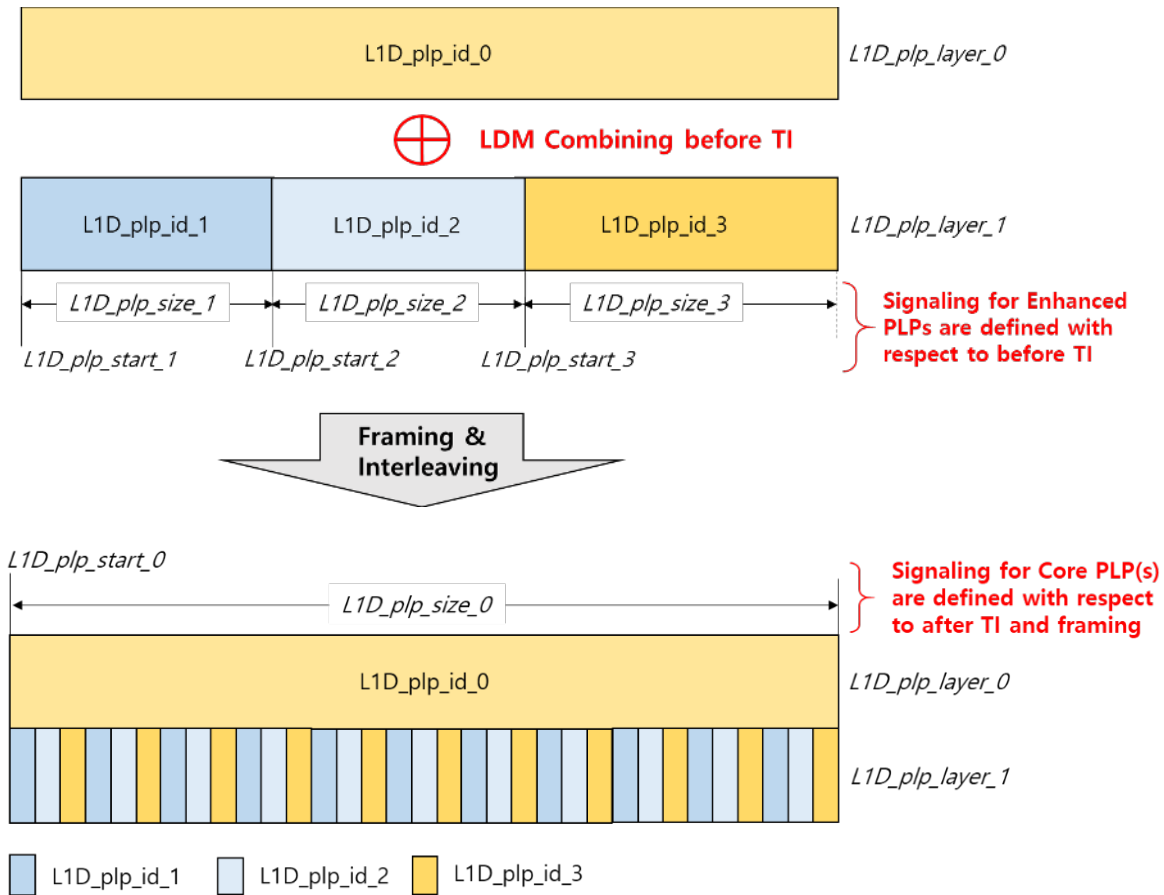 L1D_plp_id_0
L1D_plp_layer_0
LDM Combining before TI
L1D_plp_id_1
L1D_plp_id_2
L1D_plp_id_3
L1D_plp_layer_1
L1D_plp_size_1
L1D_plp_size_2
L1D_plp_size_3
L1D_plp_start_1
L1D_plp_start_2
L1D_plp_start_3
Signaling for Enhanced
PLPs are defined with
respect to before TI
Framing &
Interleaving
L1D_plp_start_0
L1D_plp_size_0
Signaling for Core PLP(s)
are defined with respect
to after TI and framing
L1D_plp_id_0
L1D_plp_layer_0
L1D_plp_layer_1
L1D_plp_id_1
L1D_plp_id_2
L1D_plp_id_3